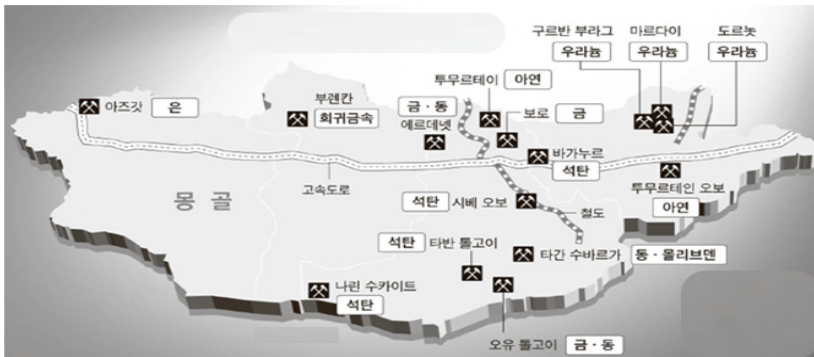 구르반 부라그 마르다이 도르놋
우라늄 우라늄 우라늄
투무르테이 아연
아즈갓 은
부렌칸
희귀금속
금·동
에르데넷
보로 금
바가누르
석탄
고속도로
몽골
석탄 시베 오보
철도
투무르테인 오보
아연
석탄 타반 톨고이
타간 수바르가 동·몰리브덴
나린 수카이트
석탄
오유 톨고이 금·동